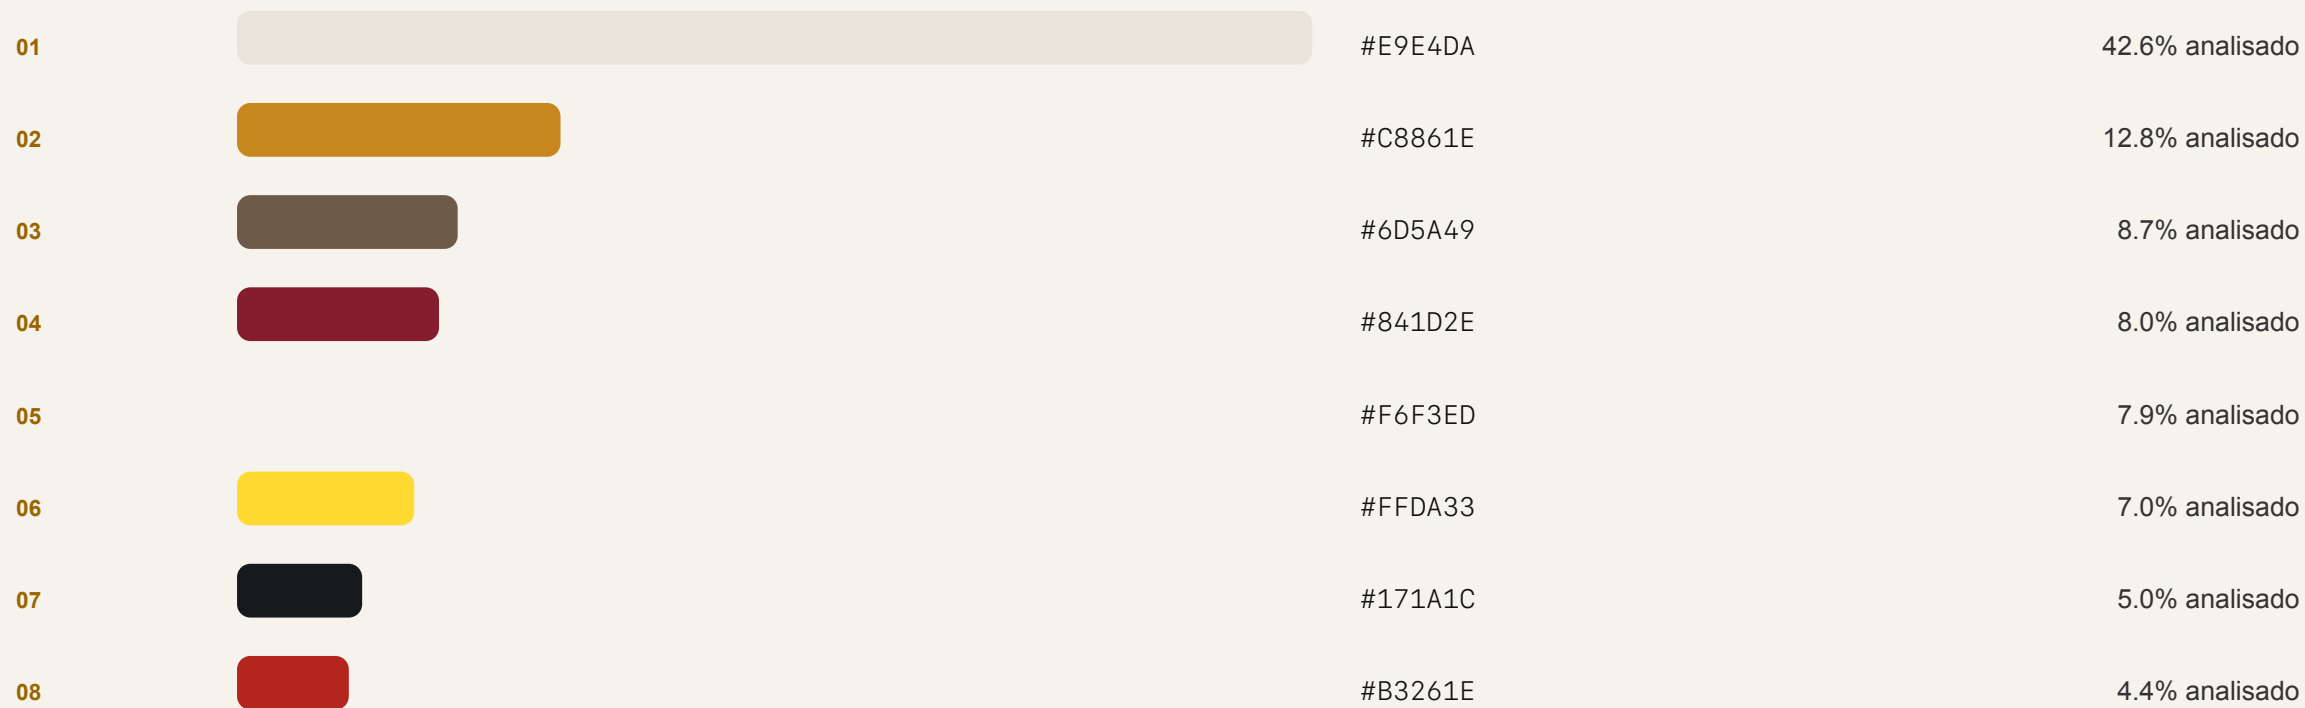 01 #E9E4DA 42.6% analisado
02 #C8861E 12.8% analisado
03 #6D5A49 8.7% analisado
04 #841D2E 8.0% analisado
05 #F6F3ED 7.9% analisado
06 #FFDA33 7.0% analisado
07 #171A1C 5.0% analisado
08 #B3261E 4.4% analisado